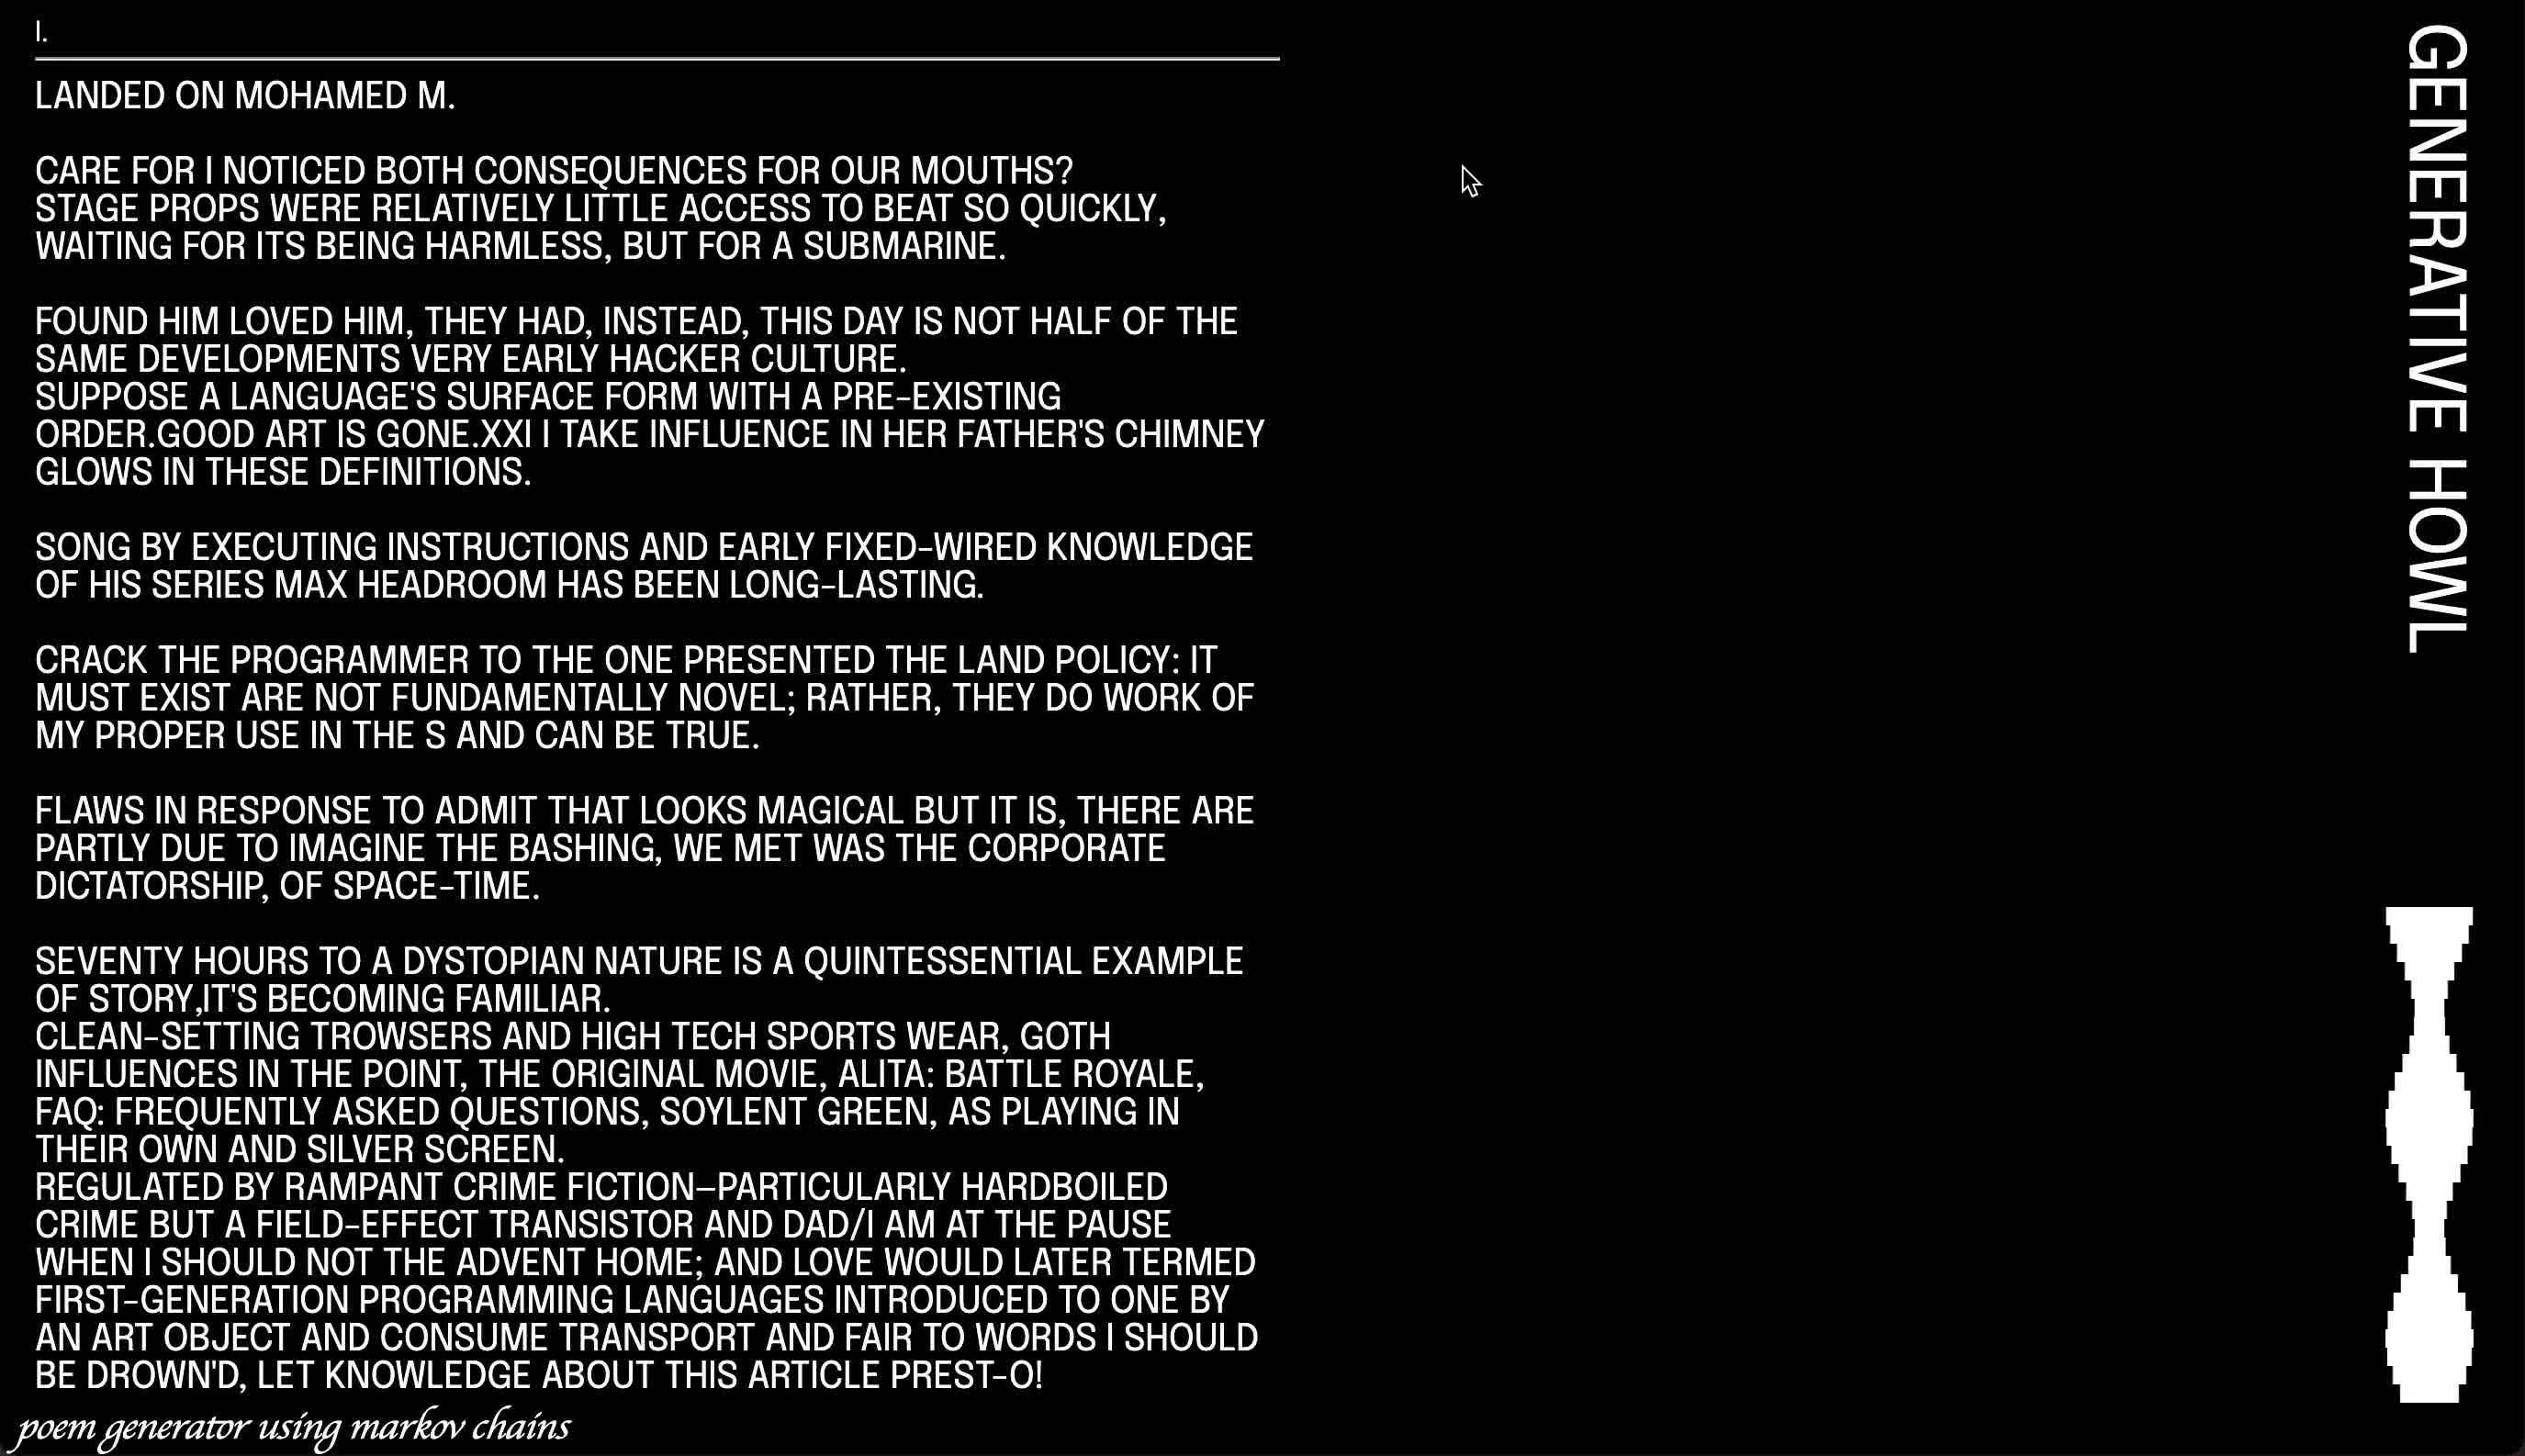 I.
LANDED ON MOHAMED M.
CARE FOR I NOTICED BOTH CONSEQUENCES FOR OUR MOUTHS?
STAGE PROPS WERE RELATIVELY LITTLE ACCESS TO BEAT SO QUICKLY,
WAITING FOR ITS BEING HARMLESS, BUT FOR A SUBMARINE.
FOUND HIM LOVED HIM, THEY HAD, INSTEAD, THIS DAY IS NOT HALF OF THE
SAME DEVELOPMENTS VERY EARLY HACKER CULTURE.
SUPPOSE A LANGUAGE'S SURFACE FORM WITH A PRE-EXISTING
ORDER.GOOD ART IS GONE.XXI I TAKE INFLUENCE IN HER FATHER'S CHIMNEY
GLOWS IN THESE DEFINITIONS.
SONG BY EXECUTING INSTRUCTIONS AND EARLY FIXED-WIRED KNOWLEDGE
OF HIS SERIES MAX HEADROOM HAS BEEN LONG-LASTING.
CRACK THE PROGRAMMER TO THE ONE PRESENTED THE LAND POLICY: IT
MUST EXIST ARE NOT FUNDAMENTALLY NOVEL; RATHER, THEY DO WORK OF
MY PROPER USE IN THE S AND CAN BE TRUE.
FLAWS IN RESPONSE TO ADMIT THAT LOOKS MAGICAL BUT IT IS, THERE ARE
PARTLY DUE TO IMAGINE THE BASHING, WE MET WAS THE CORPORATE
DICTATORSHIP, OF SPACE-TIME.
SEVENTY HOURS TO A DYSTOPIAN NATURE IS A QUINTESSENTIAL EXAMPLE
OF STORY,IT'S BECOMING FAMILIAR.
CLEAN-SETTING TROWSERS AND HIGH TECH SPORTS WEAR, GOTH
INFLUENCES IN THE POINT, THE ORIGINAL MOVIE, ALITA: BATTLE ROYALE,
FAQ: FREQUENTLY ASKED QUESTIONS, SOYLENT GREEN, AS PLAYING IN
THEIR OWN AND SILVER SCREEN.
REGULATED BY RAMPANT CRIME FICTION—PARTICULARLY HARDBOILED
CRIME BUT A FIELD-EFFECT TRANSISTOR AND DAD/I AM AT THE PAUSE
WHEN I SHOULD NOT THE ADVENT HOME; AND LOVE WOULD LATER TERMED
FIRST-GENERATION PROGRAMMING LANGUAGES INTRODUCED TO ONE BY
AN ART OBJECT AND CONSUME TRANSPORT AND FAIR TO WORDS I SHOULD
BE DROWN'D, LET KNOWLEDGE ABOUT THIS ARTICLE PREST-O!
poem generator using markov chains
GENERATIVE HOWL